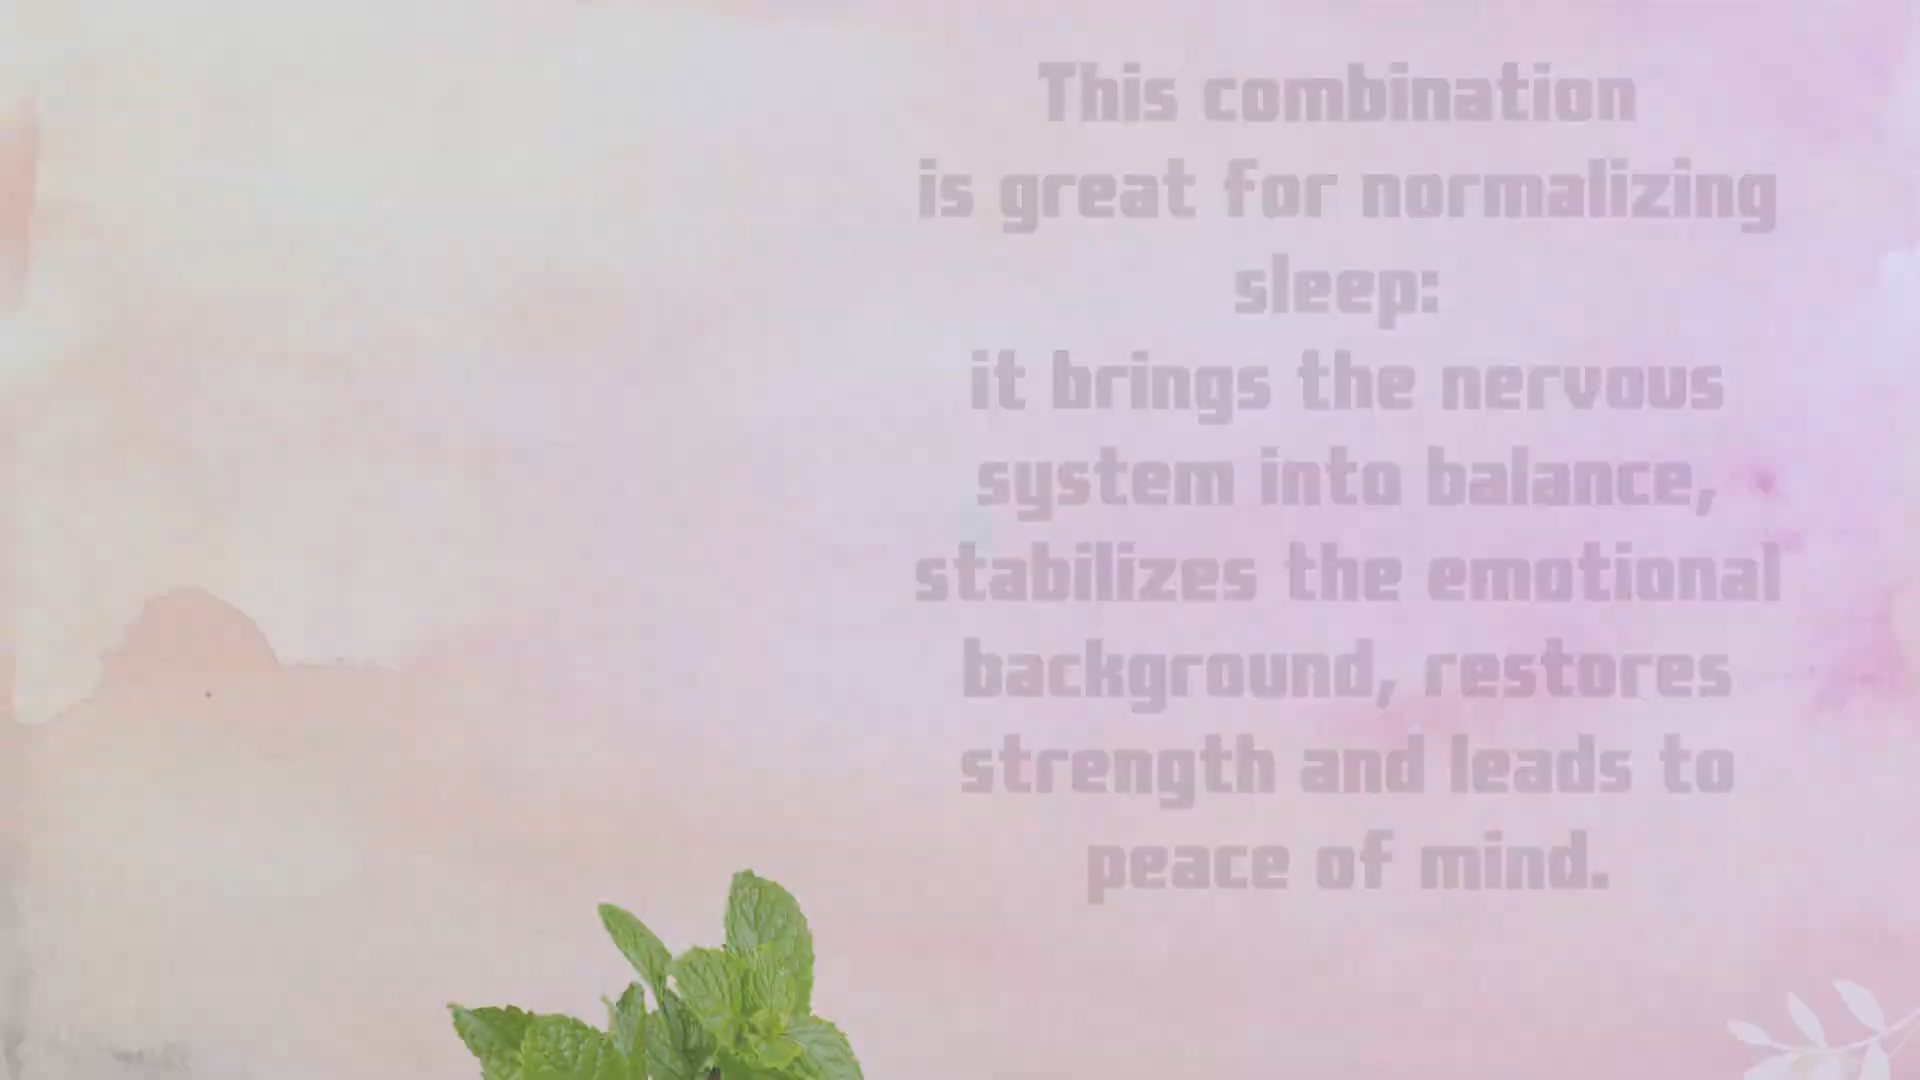 This combination
is great for normalizing
sleep:
it brings the nervous
system into balance,
stabilizes the emotional
background, restores
strength and leads to
peace of mind.